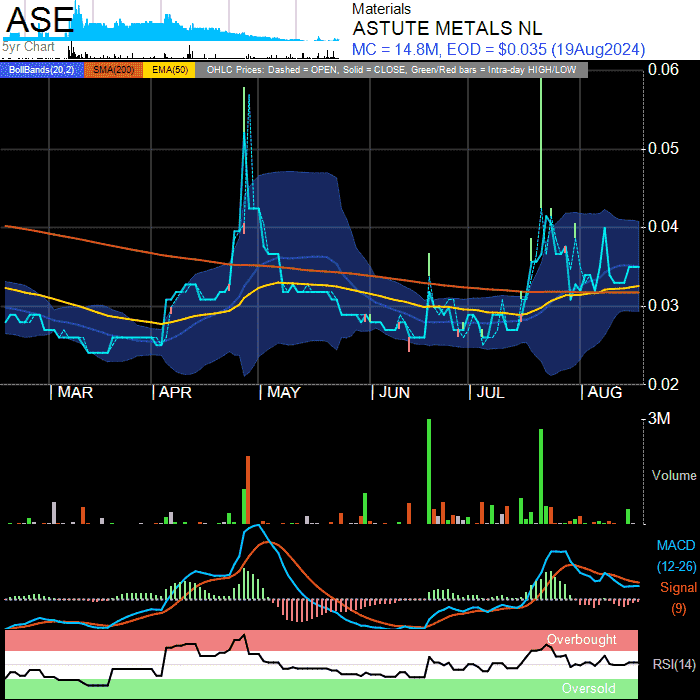 ASE
5yr Chart
Materials
ASTUTE METALS NL
MC = 14.8M, EOD = $0.035 (19Aug2024)
BollBands(20,2) SMA(200) EMA(50) OHLC Prices: Dashed = OPEN, Solid = CLOSE, Green/Red bars = Intra-day HIGH/LOW
0.06
0.05
0.04
0.03
0.02
MAR APR MAY JUN JUL AUG
3M
Volume
MACD
(12-26)
Signal
(9)
Overbought
RSI(14)
Oversold